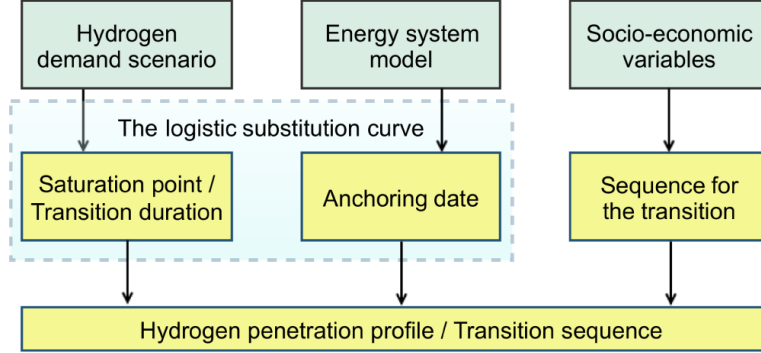 Hydrogen
demand scenario
Energy system
model
Socio-economic
variables
The logistic substitution curve
Saturation point /
Transition duration
Anchoring date
Sequence for
the transition
Hydrogen penetration profile / Transition sequence